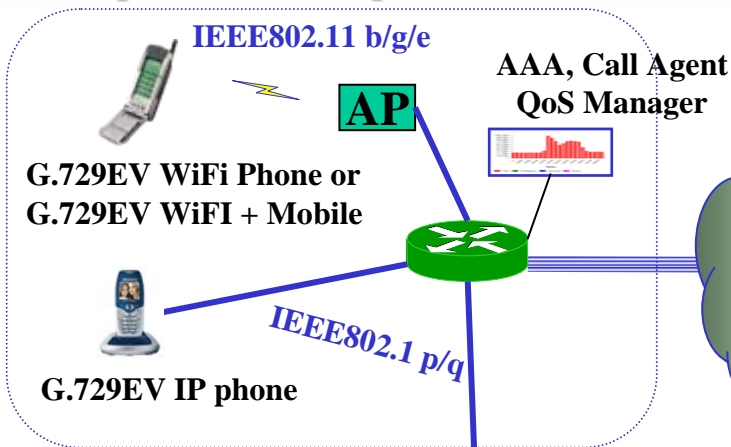 IEEE802.11 b/g/e
AAA, Call Agent
QoS Manager
AP
G.729EV WiFi Phone or
G.729EV WiFI + Mobile
IEEE802.1 p/q
G.729EV IP phone